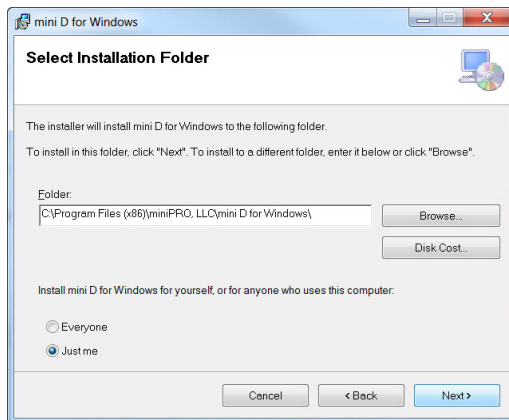 mini D for Windows
Select Installation Folder
The installer will install mini D for Windows to the following folder.
To install in this folder, click "Next". To install to a different folder, enter it below or click "Browse".
Folder:
C:\Program Files (x86)\miniPRO, LLC\mini D for Windows\
Browse...
Disk Cost...
Install mini D for Windows for yourself, or for anyone who uses this computer:
Everyone
Just me
Cancel
< Back
Next >